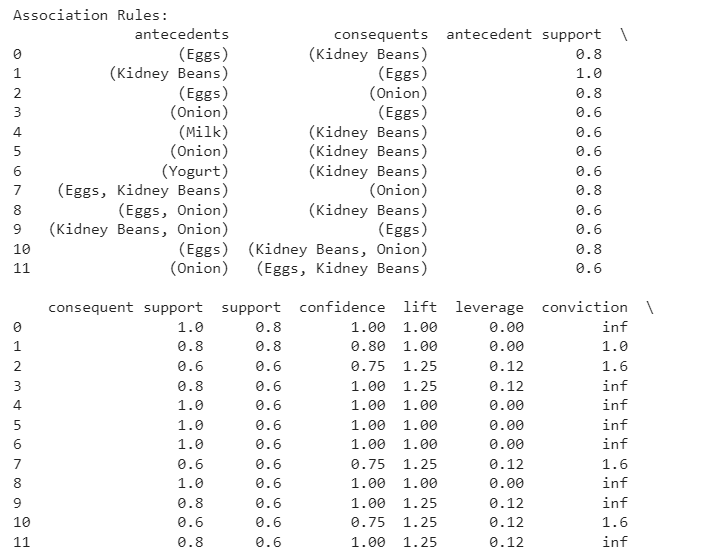 Association Rules:
antecedents consequents antecedent support \
0 (Eggs) (Kidney Beans) 0.8
1 (Kidney Beans) (Eggs) 1.0
2 (Eggs) (Onion) 0.8
3 (Onion) (Eggs) 0.6
4 (Milk) (Kidney Beans) 0.6
5 (Onion) (Kidney Beans) 0.6
6 (Yogurt) (Kidney Beans) 0.6
7 (Eggs, Kidney Beans) (Onion) 0.8
8 (Eggs, Onion) (Kidney Beans) 0.6
9 (Kidney Beans, Onion) (Eggs) 0.6
10 (Eggs) (Kidney Beans, Onion) 0.8
11 (Onion) (Eggs, Kidney Beans) 0.6
consequent support support confidence lift leverage conviction \
0 1.0 0.8 1.00 1.00 0.00 inf
1 0.8 0.8 0.80 1.00 0.00 1.0
2 0.6 0.6 0.75 1.25 0.12 1.6
3 0.8 0.6 1.00 1.25 0.12 inf
4 1.0 0.6 1.00 1.00 0.00 inf
5 1.0 0.6 1.00 1.00 0.00 inf
6 1.0 0.6 1.00 1.00 0.00 inf
7 0.6 0.6 0.75 1.25 0.12 1.6
8 1.0 0.6 1.00 1.00 0.00 inf
9 0.8 0.6 1.00 1.25 0.12 inf
10 0.6 0.6 0.75 1.25 0.12 1.6
11 0.8 0.6 1.00 1.25 0.12 inf